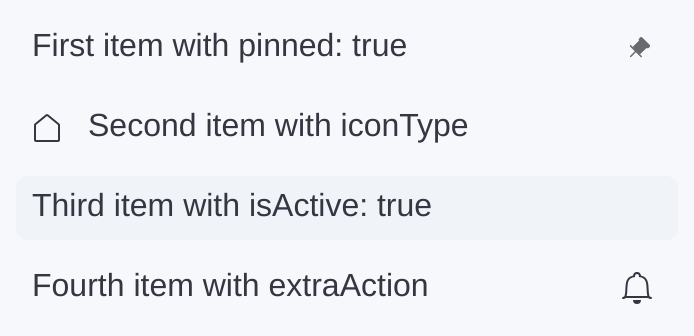 First item with pinned: true
Second item with iconType
Third item with isActive: true
Fourth item with extraAction